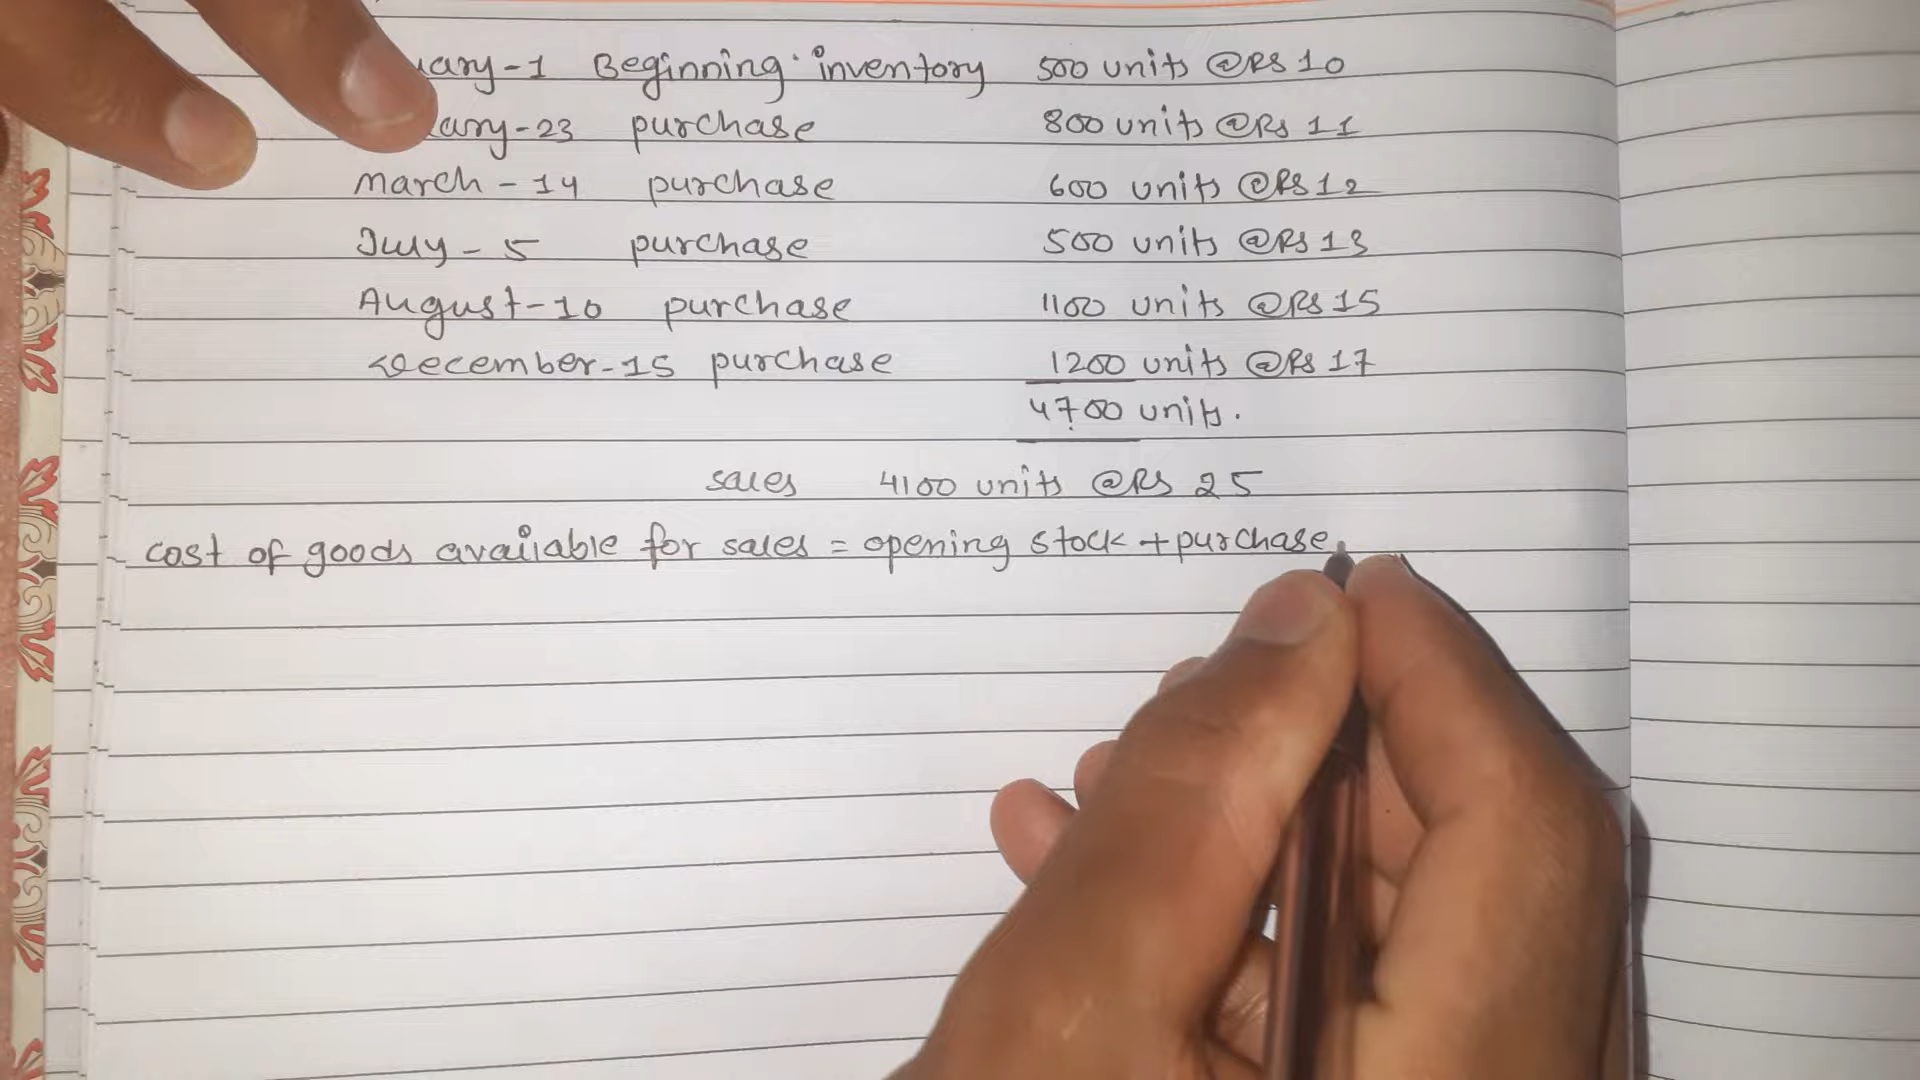 -1 Beginning inventory 500 units @Rs 10
-23 purchase 800 units @Rs 11
March - 14 purchase 600 units @Rs 12
July - 5 purchase 500 units @Rs 13
August-10 purchase 1100 units @Rs 15
December-15 purchase 1200 units @Rs 17
4700 units.
sales 4100 units @Rs 25
cost of goods available for sales = opening stock + purchase